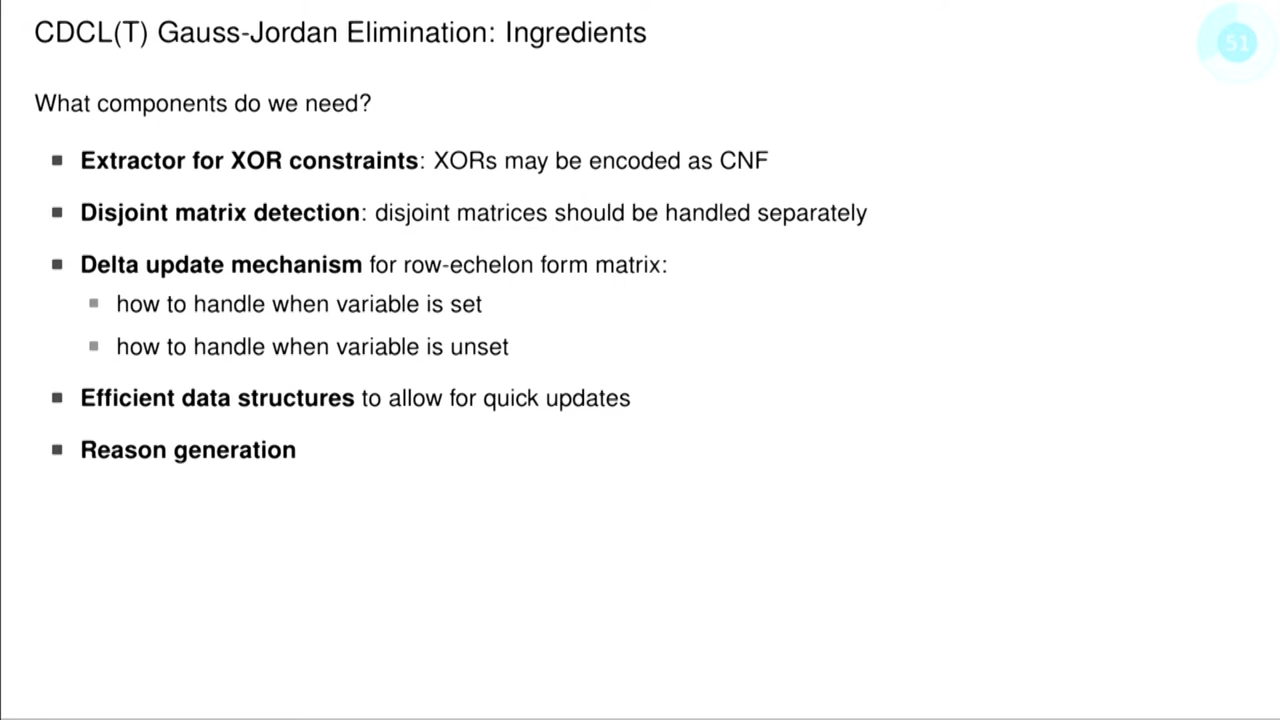 CDCL(T) Gauss-Jordan Elimination: Ingredients
51
What components do we need?
Extractor for XOR constraints: XORs may be encoded as CNF
Disjoint matrix detection: disjoint matrices should be handled separately
Delta update mechanism for row-echelon form matrix:
how to handle when variable is set
how to handle when variable is unset
Efficient data structures to allow for quick updates
Reason generation